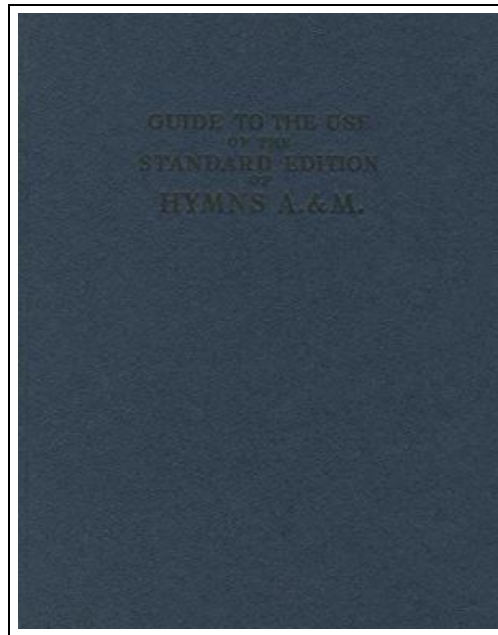 GUIDE TO THE USE
OF THE
STANDARD EDITION
OF
HYMNS A.&M.